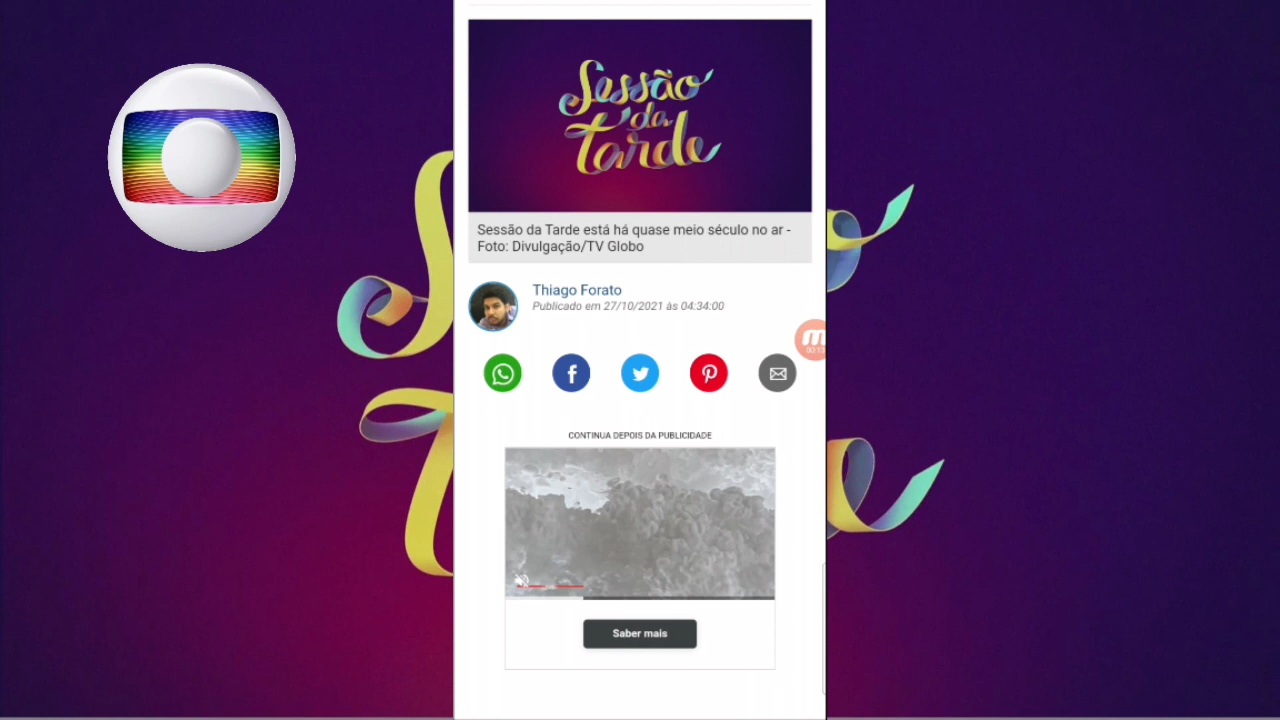 Sessão
da
Tarde
Sessão da Tarde está há quase meio século no ar -
Foto: Divulgação/TV Globo
Thiago Forato
Publicado em 27/10/2021 às 04:34:00
CONTINUA DEPOIS DA PUBLICIDADE
Saber mais